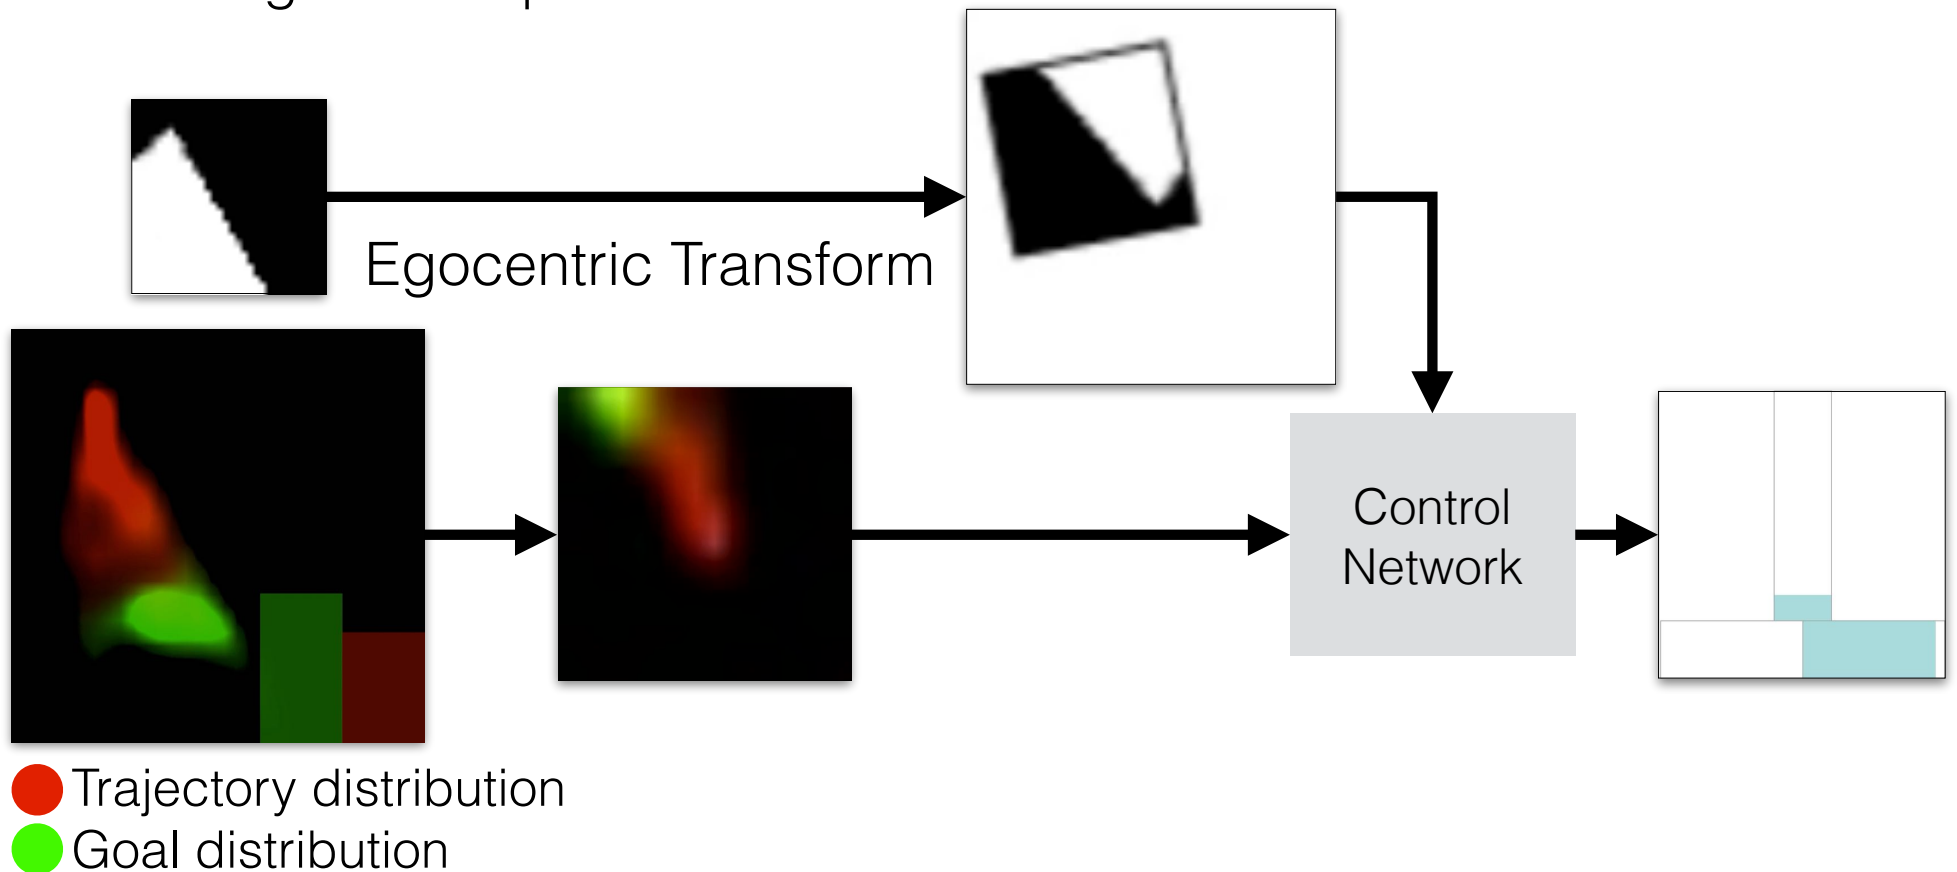 Egocentric Transform
Control
Network
Trajectory distribution
Goal distribution